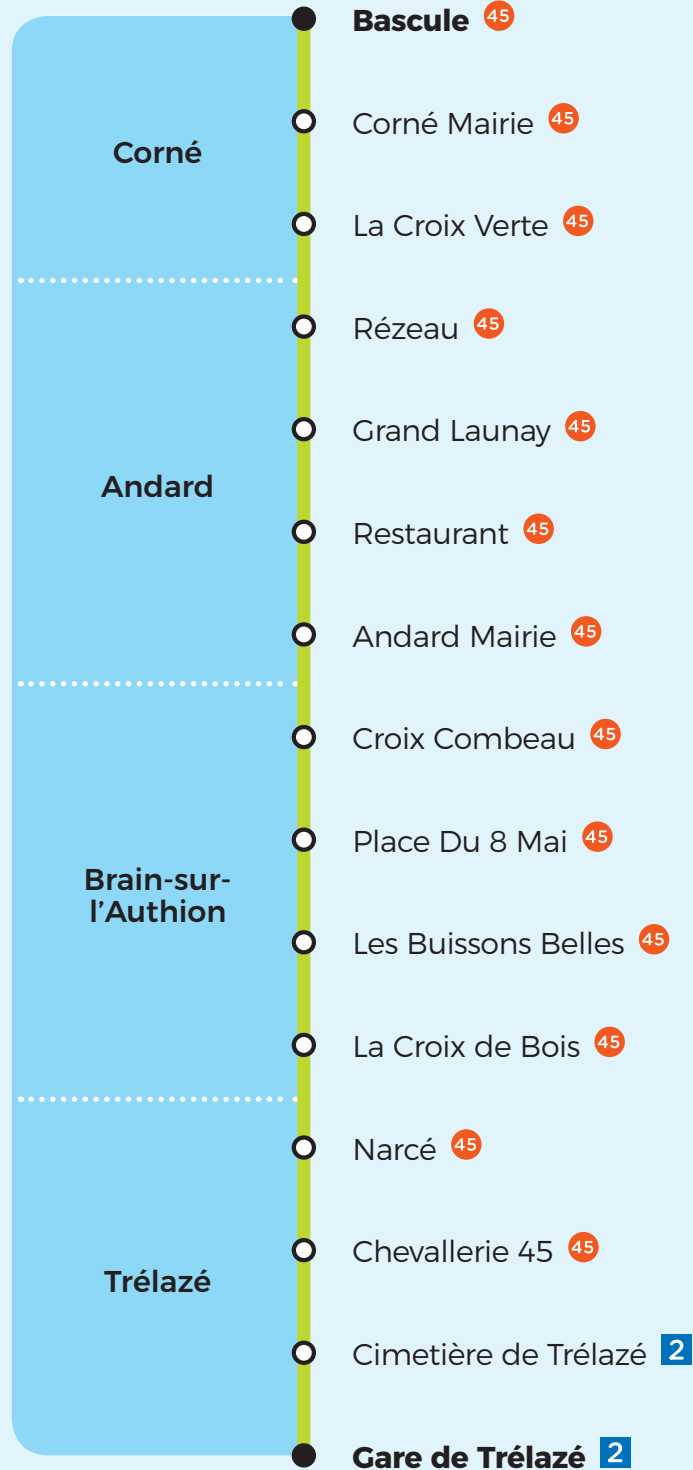 Bascule 45
Corné Mairie 45
Corné
La Croix Verte 45
Rézeau 45
Grand Launay 45
Andard
Restaurant 45
Andard Mairie 45
Croix Combeau 45
Place Du 8 Mai 45
Brain-sur-
l'Authion
Les Buissons Belles 45
La Croix de Bois 45
Narcé 45
Chevallerie 45 45
Trélazé
Cimetière de Trélazé 2
Gare de Trélazé 2